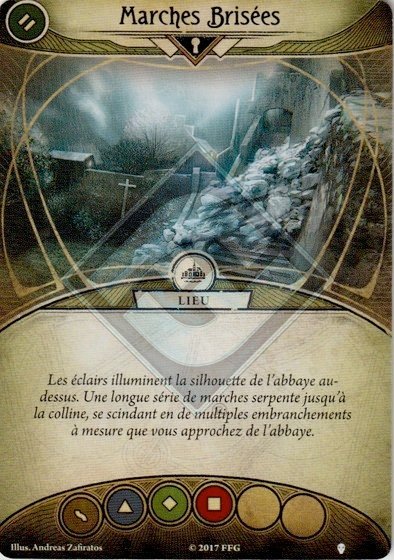 Marches Brisées
LIEU
Les éclairs illuminent la silhouette de l'abbaye au-
dessus. Une longue série de marches serpente jusqu'à
la colline, se scindant en de multiples embranchements
à mesure que vous approchez de l'abbaye.
Illus. Andreas Zafiratos
© 2017 FFG